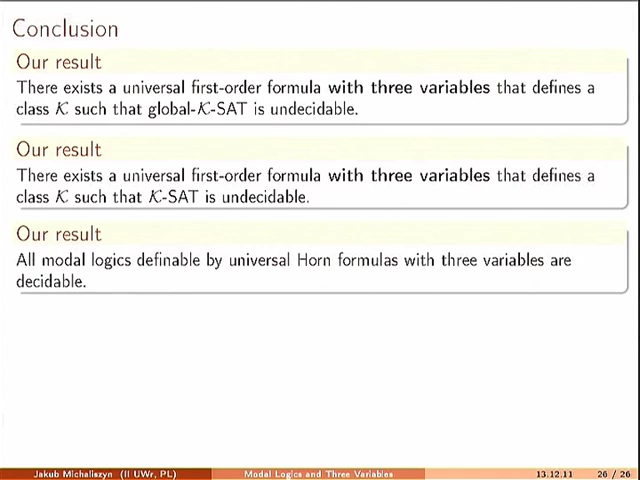 Conclusion
Our result
There exists a universal first-order formula with three variables that defines a
class 𝒦 such that global-𝒦-SAT is undecidable.
Our result
There exists a universal first-order formula with three variables that defines a
class 𝒦 such that 𝒦-SAT is undecidable.
Our result
All modal logics definable by universal Horn formulas with three variables are
decidable.
Jakub Michaliszyn (II UWr, PL) Modal Logics and Three Variables 13.12.11 26 / 26